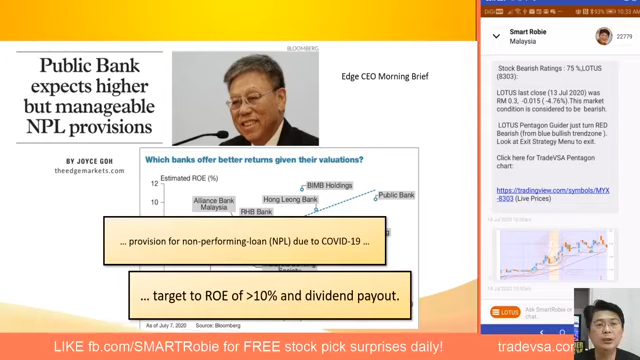 BLOOMBERG
Public Bank
expects higher
but manageable
NPL provisions
BY JOYCE GOH
theedgemarkets.com
Edge CEO Morning Brief
Which banks offer better returns given their valuations?
Estimated ROE (%)
12
10
8
BIMB Holdings
Public Bank
Alliance Bank
Malaysia
Hong Leong Bank
RHB Bank
... provision for non-performing-loan (NPL) due to COVID-19 ...
... target to ROE of >10% and dividend payout.
As of July 7, 2020 Source: Bloomberg
10:33 AM
Smart Robie
Malaysia
22779
Stock Bearish Ratings : 75 %,LOTUS
(8303):
LOTUS last close (13 Jul 2020) was
RM 0.3, -0.015 (-4.76%). This market
condition is considered to be bearish.
LOTUS Pentagon Guider just turn RED
Bearish (from blue bullish trendzone ).
Look at Exit Strategy Menu to exit.
Click here for TradeVSA Pentagon
chart:
https://tradingview.com/symbols/MYX
-8303 (Live Prices)
LOTUS
Ask SmartRobie on
chat.
LIKE fb.com/SMARTRobie for FREE stock pick surprises daily!
tradevsa.com